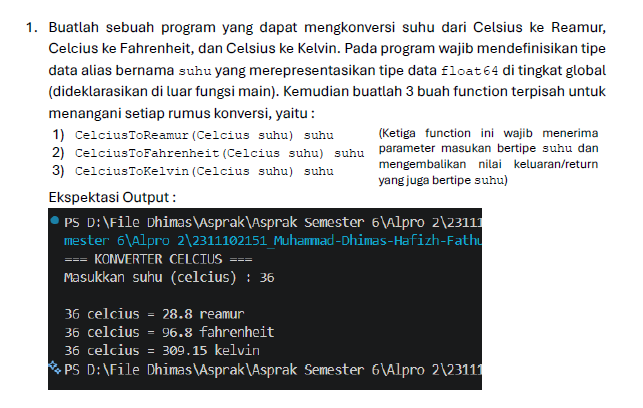 1. Buatlah sebuah program yang dapat mengkonversi suhu dari Celsius ke Reamur,
Celcius ke Fahrenheit, dan Celsius ke Kelvin. Pada program wajib mendefinisikan tipe
data alias bernama suhu yang merepresentasikan tipe data float64 di tingkat global
(dideklarasikan di luar fungsi main). Kemudian buatlah 3 buah function terpisah untuk
menangani setiap rumus konversi, yaitu :
1) CelciusToReamur(Celcius suhu) suhu
2) CelciusToFahrenheit(Celcius suhu) suhu
3) CelciusToKelvin(Celcius suhu) suhu
(Ketiga function ini wajib menerima
parameter masukan bertipe suhu dan
mengembalikan nilai keluaran/return
yang juga bertipe suhu)
Ekspektasi Output :
PS D:\File Dhimas\Asprak\Asprak Semester 6\Alpro 2\23111
mester 6\Alpro 2\2311102151_Muhammad-Dhimas-Hafizh-Fathu
=== KONVERTER CELCIUS ===
Masukkan suhu (celcius) : 36
36 celcius = 28.8 reamur
36 celcius = 96.8 fahrenheit
36 celcius = 309.15 kelvin
PS D:\File Dhimas\Asprak\Asprak Semester 6\Alpro 2\23111